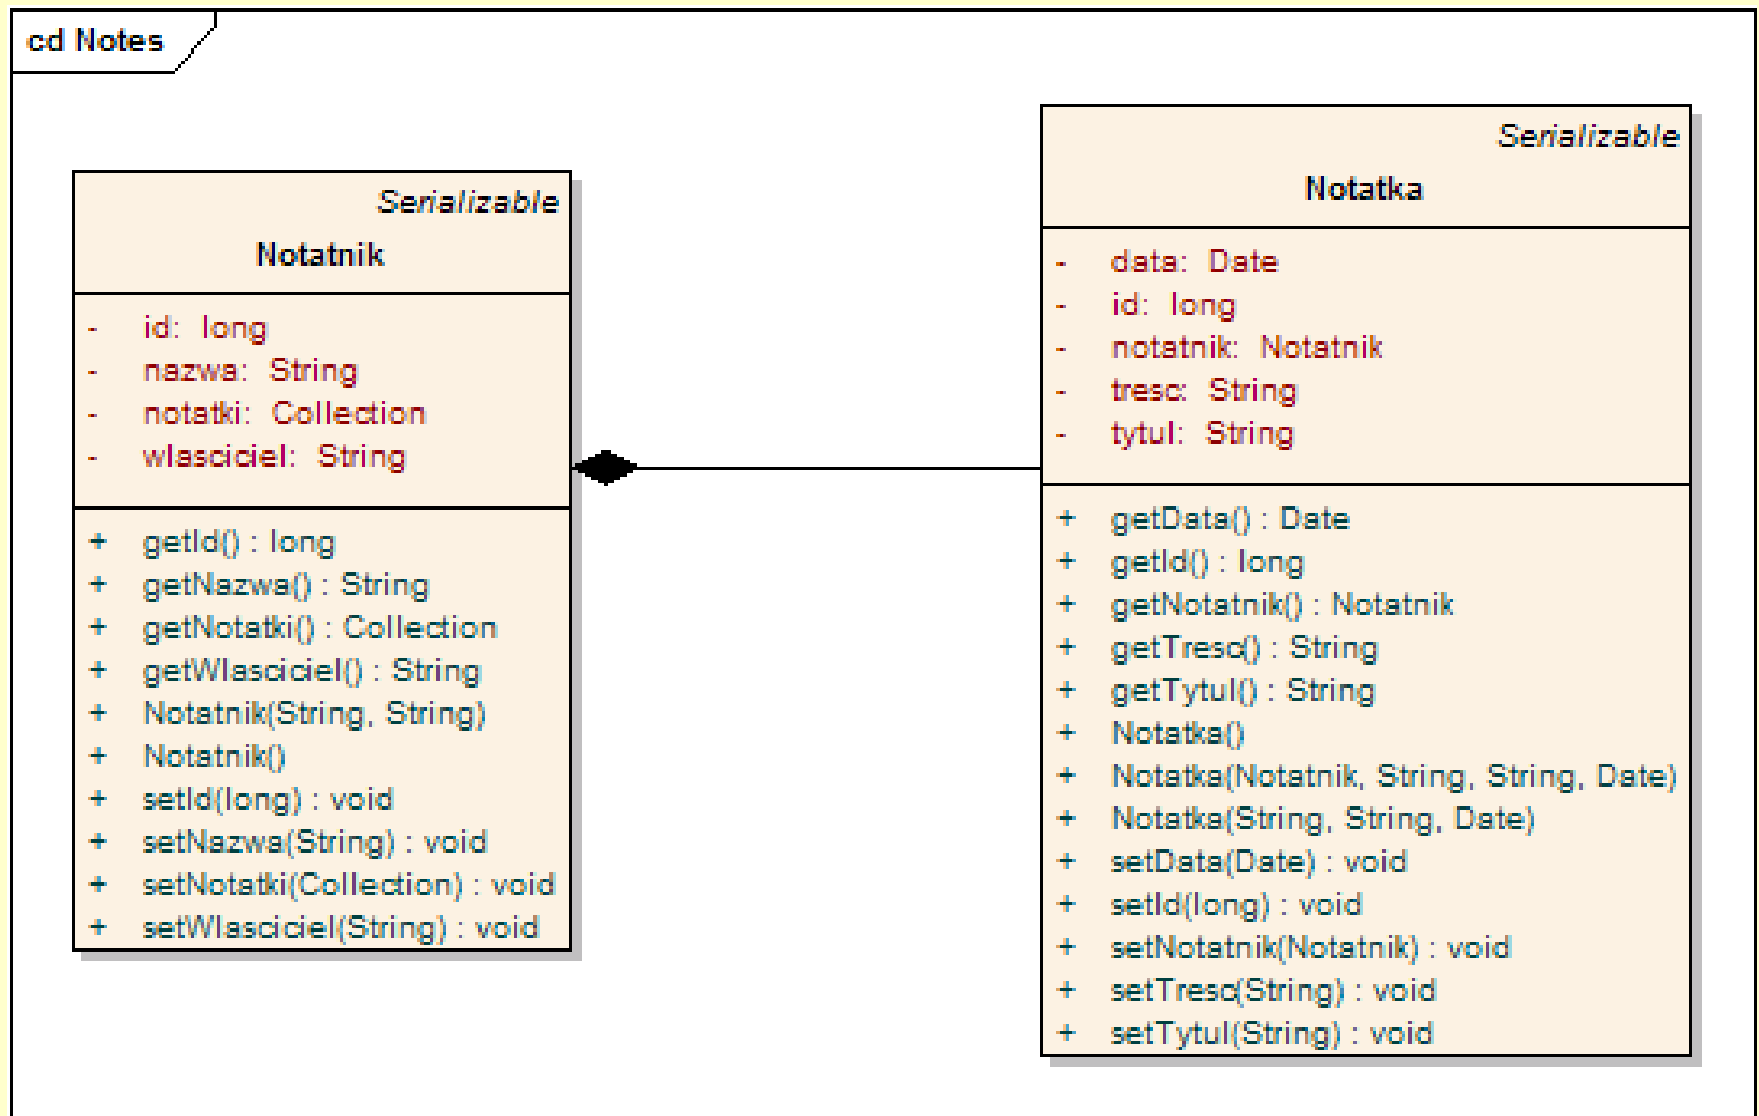 cd Notes
Serializable
Notatnik
- id: long
- nazwa: String
- notatki: Collection
- wlasciciel: String
+ getId() : long
+ getNazwa() : String
+ getNotatki() : Collection
+ getWlasciciel() : String
+ Notatnik(String, String)
+ Notatnik()
+ setId(long) : void
+ setNazwa(String) : void
+ setNotatki(Collection) : void
+ setWlasciciel(String) : void
Serializable
Notatka
- data: Date
- id: long
- notatnik: Notatnik
- tresc: String
- tytul: String
+ getData() : Date
+ getId() : long
+ getNotatnik() : Notatnik
+ getTresc() : String
+ getTytul() : String
+ Notatka()
+ Notatka(Notatnik, String, String, Date)
+ Notatka(String, String, Date)
+ setData(Date) : void
+ setId(long) : void
+ setNotatnik(Notatnik) : void
+ setTresc(String) : void
+ setTytul(String) : void